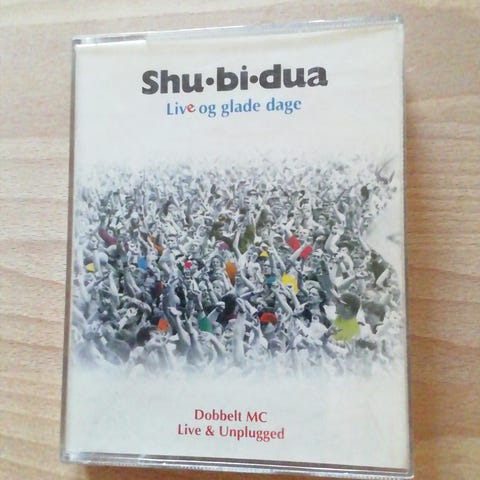 Shu•bi•dua
Live og glade dage
Dobbelt MC
Live & Unplugged